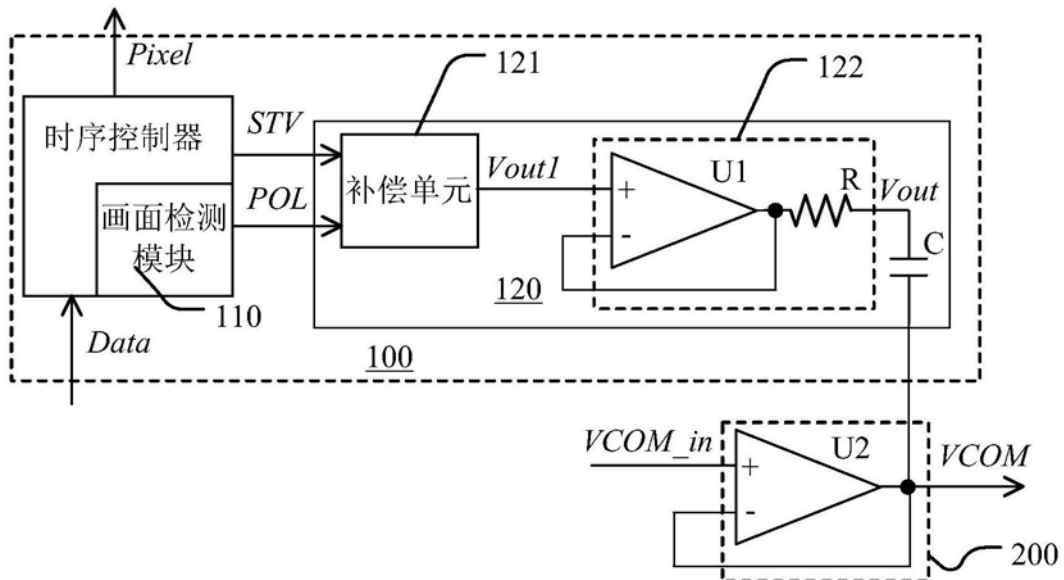 Pixel
121
122
时序控制器
STV
补偿单元
Vout1
+
U1
-
R
Vout
C
POL
画面检测
模块
110
120
Data
100
VCOM_in
+
U2
-
VCOM
200